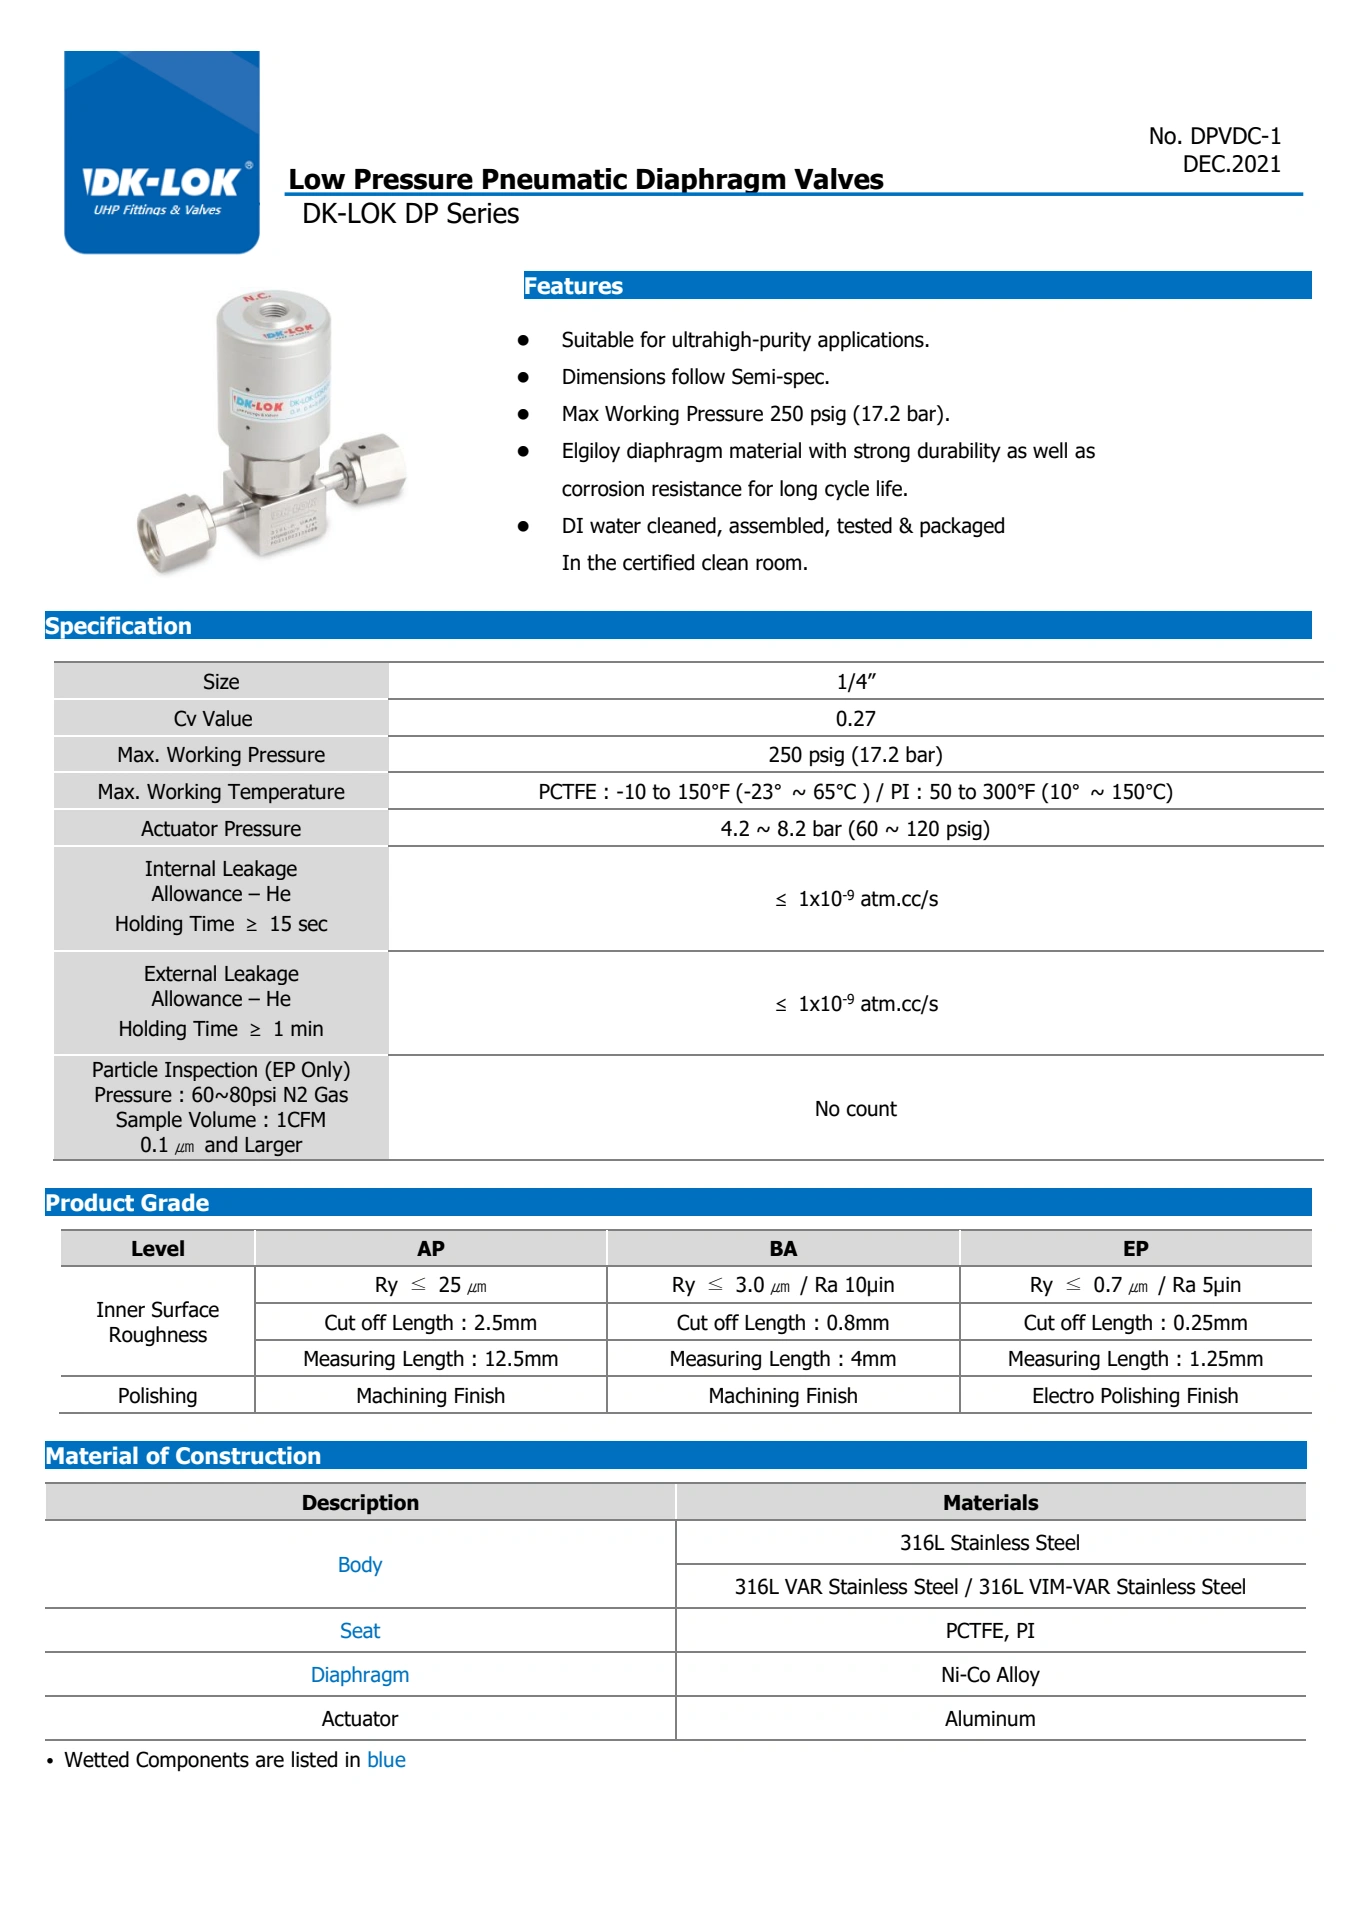 DK-LOK®
UHP Fittings & Valves
No. DPVDC-1
DEC.2021
Low Pressure Pneumatic Diaphragm Valves
DK-LOK DP Series
N.C.
DK-LOK
DK-LOK
Features
● Suitable for ultrahigh-purity applications.
● Dimensions follow Semi-spec.
● Max Working Pressure 250 psig (17.2 bar).
● Elgiloy diaphragm material with strong durability as well as
corrosion resistance for long cycle life.
● DI water cleaned, assembled, tested & packaged
In the certified clean room.
Specification
Size 1/4”
Cv Value 0.27
Max. Working Pressure 250 psig (17.2 bar)
Max. Working Temperature PCTFE : -10 to 150°F (-23° ~ 65°C ) / PI : 50 to 300°F (10° ~ 150°C)
Actuator Pressure 4.2 ~ 8.2 bar (60 ~ 120 psig)
Internal Leakage
Allowance – He
Holding Time ≥ 15 sec
≤ 1x10⁻⁹ atm.cc/s
External Leakage
Allowance – He
Holding Time ≥ 1 min
≤ 1x10⁻⁹ atm.cc/s
Particle Inspection (EP Only)
Pressure : 60~80psi N2 Gas
Sample Volume : 1CFM
0.1 ㎛ and Larger
No count
Product Grade
Level AP BA EP
Inner Surface
Roughness
Ry ≤ 25 ㎛ Ry ≤ 3.0 ㎛ / Ra 10μin Ry ≤ 0.7 ㎛ / Ra 5μin
Cut off Length : 2.5mm Cut off Length : 0.8mm Cut off Length : 0.25mm
Measuring Length : 12.5mm Measuring Length : 4mm Measuring Length : 1.25mm
Polishing Machining Finish Machining Finish Electro Polishing Finish
Material of Construction
Description Materials
Body
316L Stainless Steel
316L VAR Stainless Steel / 316L VIM-VAR Stainless Steel
Seat PCTFE, PI
Diaphragm Ni-Co Alloy
Actuator Aluminum
• Wetted Components are listed in blue